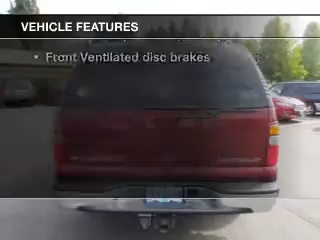 VEHICLE FEATURES
• Front Ventilated disc brakes